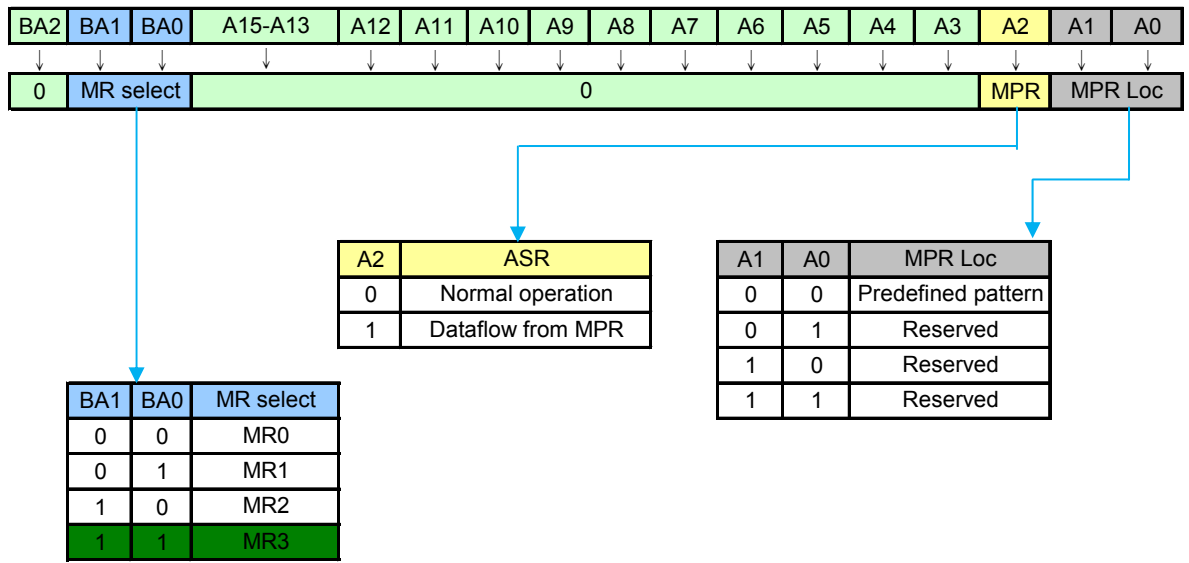 BA2 BA1 BA0 A15-A13 A12 A11 A10 A9 A8 A7 A6 A5 A4 A3 A2 A1 A0
0 MR select 0 MPR MPR Loc
A2 ASR
0 Normal operation
1 Dataflow from MPR
A1 A0 MPR Loc
0 0 Predefined pattern
0 1 Reserved
1 0 Reserved
1 1 Reserved
BA1 BA0 MR select
0 0 MR0
0 1 MR1
1 0 MR2
1 1 MR3